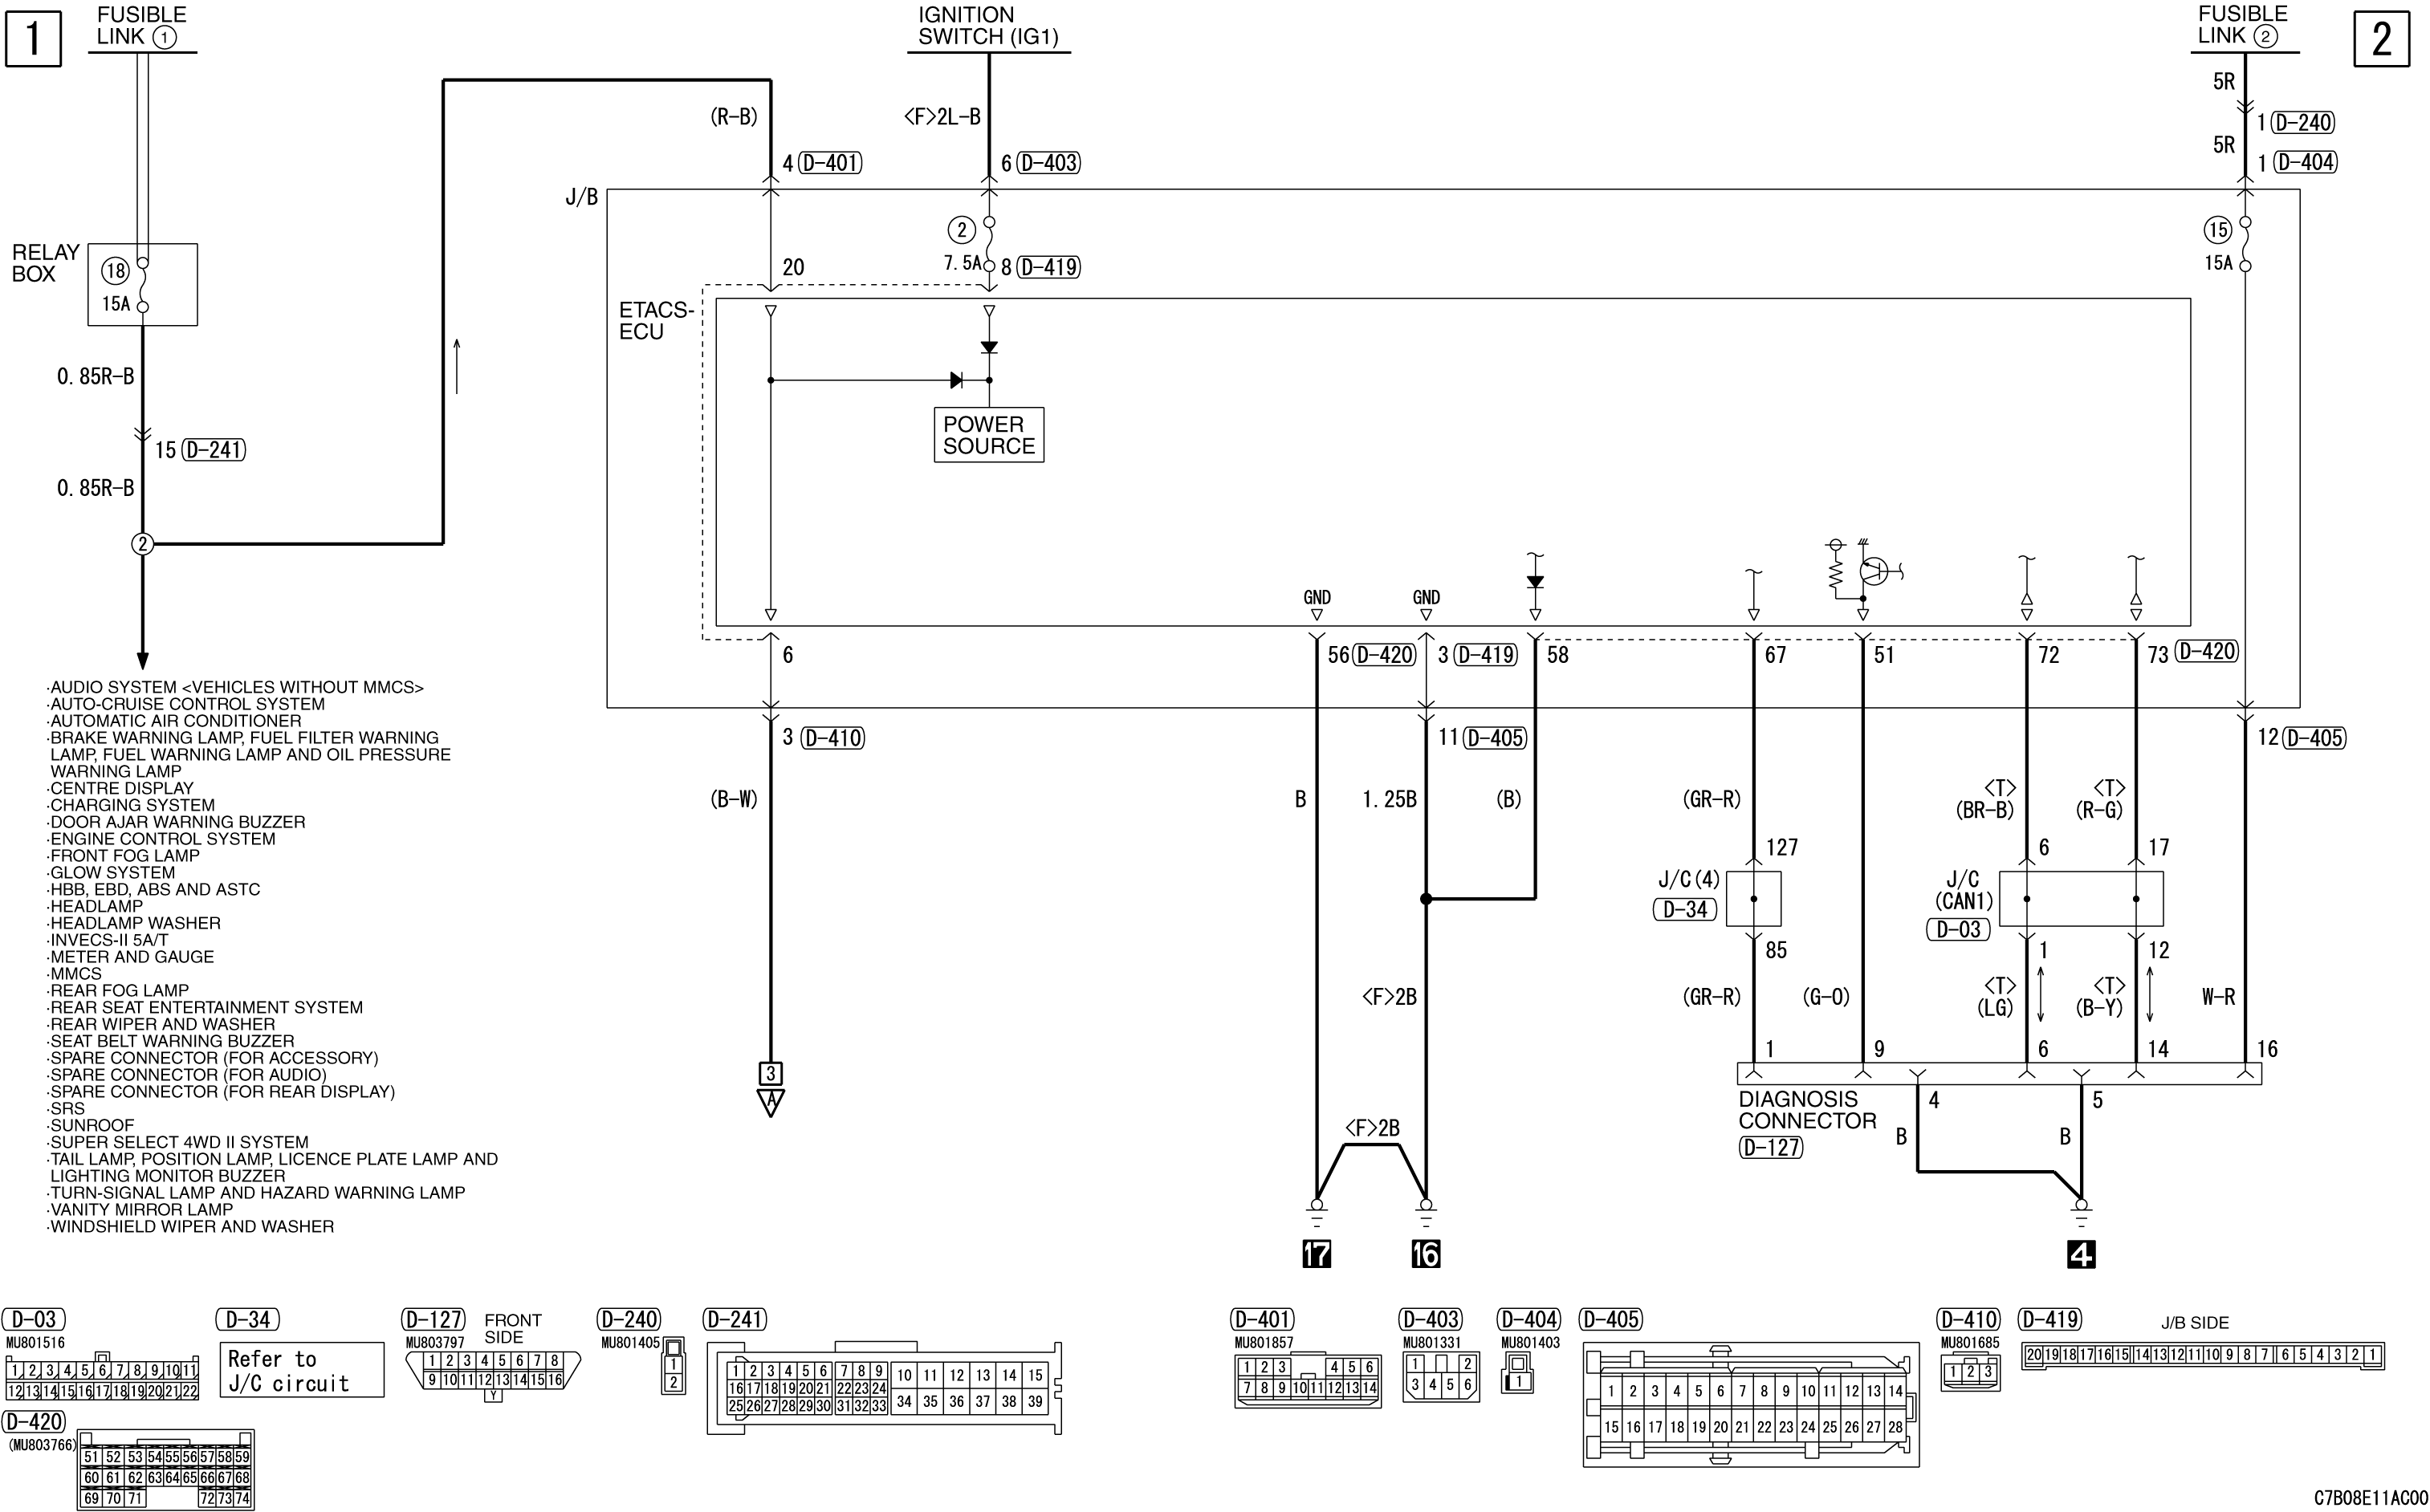 1
FUSIBLE
LINK 1
IGNITION
SWITCH (IG1)
FUSIBLE
LINK 2
2
5R
(R-B)
<F>2L-B
1 D-240
5R
4 D-401
6 D-403
1 D-404
J/B
RELAY
BOX
18
15A
2
7.5A
20
8 D-419
15
15A
ETACS-
ECU
0.85R-B
POWER
SOURCE
15 D-241
0.85R-B
2
GND
GND
6
56 D-420
3 D-419
58
67
51
72
73 D-420
·AUDIO SYSTEM <VEHICLES WITHOUT MMCS>
·AUTO-CRUISE CONTROL SYSTEM
·AUTOMATIC AIR CONDITIONER
·BRAKE WARNING LAMP, FUEL FILTER WARNING
LAMP, FUEL WARNING LAMP AND OIL PRESSURE
WARNING LAMP
·CENTRE DISPLAY
·CHARGING SYSTEM
·DOOR AJAR WARNING BUZZER
·ENGINE CONTROL SYSTEM
·FRONT FOG LAMP
·GLOW SYSTEM
·HBB, EBD, ABS AND ASTC
·HEADLAMP
·HEADLAMP WASHER
·INVECS-II 5A/T
·METER AND GAUGE
·MMCS
·REAR FOG LAMP
·REAR SEAT ENTERTAINMENT SYSTEM
·REAR WIPER AND WASHER
·SEAT BELT WARNING BUZZER
·SPARE CONNECTOR (FOR ACCESSORY)
·SPARE CONNECTOR (FOR AUDIO)
·SPARE CONNECTOR (FOR REAR DISPLAY)
·SRS
·SUNROOF
·SUPER SELECT 4WD II SYSTEM
·TAIL LAMP, POSITION LAMP, LICENCE PLATE LAMP AND
LIGHTING MONITOR BUZZER
·TURN-SIGNAL LAMP AND HAZARD WARNING LAMP
·VANITY MIRROR LAMP
·WINDSHIELD WIPER AND WASHER
3 D-410
11 D-405
12 D-405
(B-W)
B
1.25B
(B)
(GR-R)
<T>
(BR-B)
<T>
(R-G)
127
6
17
J/C(4)
D-34
J/C
(CAN1)
D-03
85
1
12
<F>2B
(GR-R)
(G-O)
<T>
(LG)
<T>
(B-Y)
W-R
1
9
6
14
16
3
A
DIAGNOSIS
CONNECTOR
D-127
4
5
<F>2B
B
B
17
16
4
D-03
MU801516
1 2 3 4 5 6 7 8 9 10 11
12 13 14 15 16 17 18 19 20 21 22
D-34
Refer to
J/C circuit
D-127
MU803797
FRONT
SIDE
1 2 3 4 5 6 7 8
9 10 11 12 13 14 15 16
Y
D-240
MU801405
1
2
D-241
1 2 3 4 5 6 7 8 9 10 11 12 13 14 15
16 17 18 19 20 21 22 23 24
25 26 27 28 29 30 31 32 33 34 35 36 37 38 39
D-401
MU801857
1 2 3 4 5 6
7 8 9 10 11 12 13 14
D-403
MU801331
1 2
3 4 5 6
D-404
MU801403
1
D-405
1 2 3 4 5 6 7 8 9 10 11 12 13 14
15 16 17 18 19 20 21 22 23 24 25 26 27 28
D-410
MU801685
1 2 3
D-419
J/B SIDE
20 19 18 17 16 15 14 13 12 11 10 9 8 7 6 5 4 3 2 1
D-420
(MU803766)
51 52 53 54 55 56 57 58 59
60 61 62 63 64 65 66 67 68
69 70 71 72 73 74
C7B08E11AC00